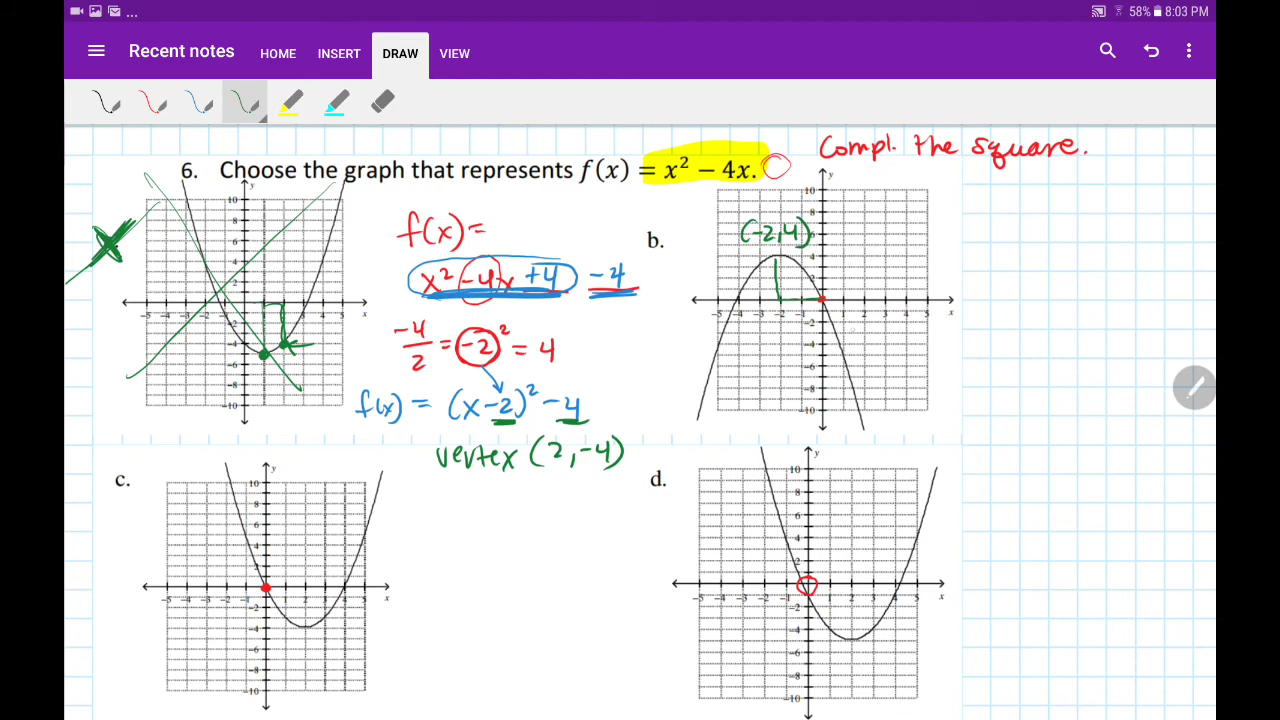 ... 58% 8:03 PM
Recent notes HOME INSERT DRAW VIEW
Compl. the square.
6. Choose the graph that represents f(x) = x² − 4x.
f(x)=
x² −4x +4 −4
−4/2 = (−2)² = 4
f(x) = (x−2)² −4
vertex (2,−4)
b.
(−2,4)
c.
d.